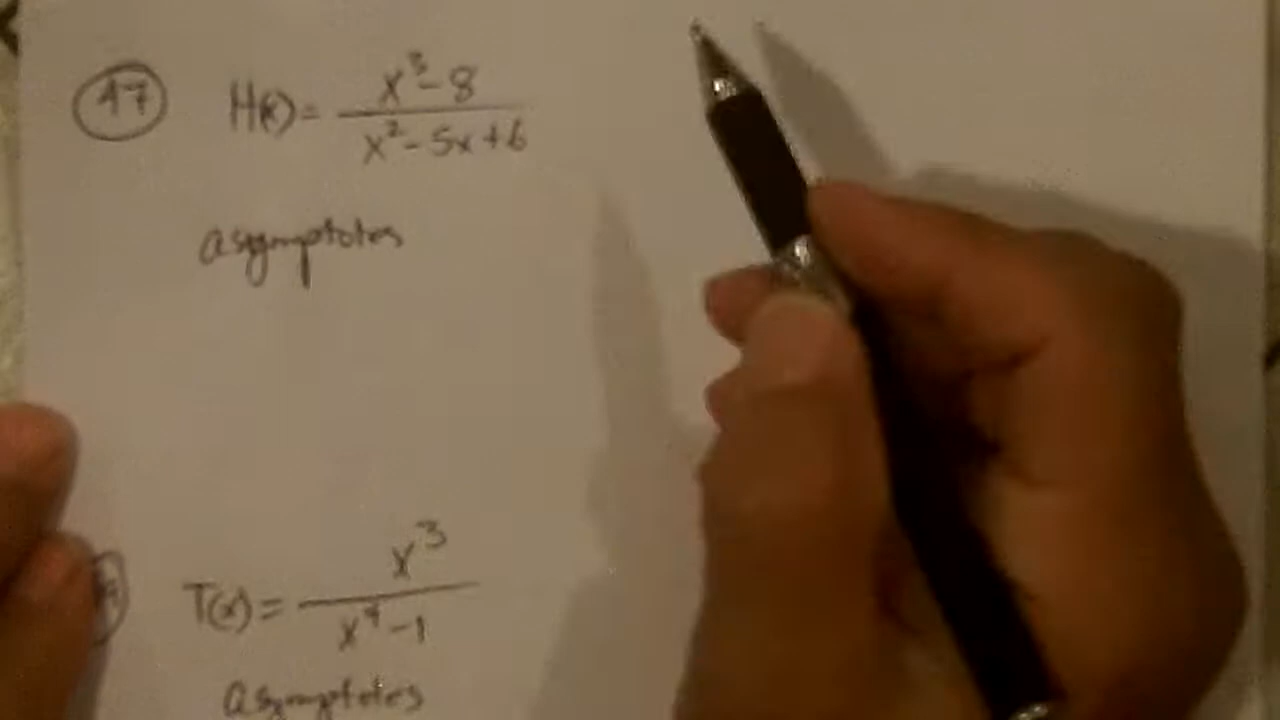 47 H(x) = x³-8 / x²-5x+6
asymptotes
T(x) = x³ / x⁴-1
asymptotes